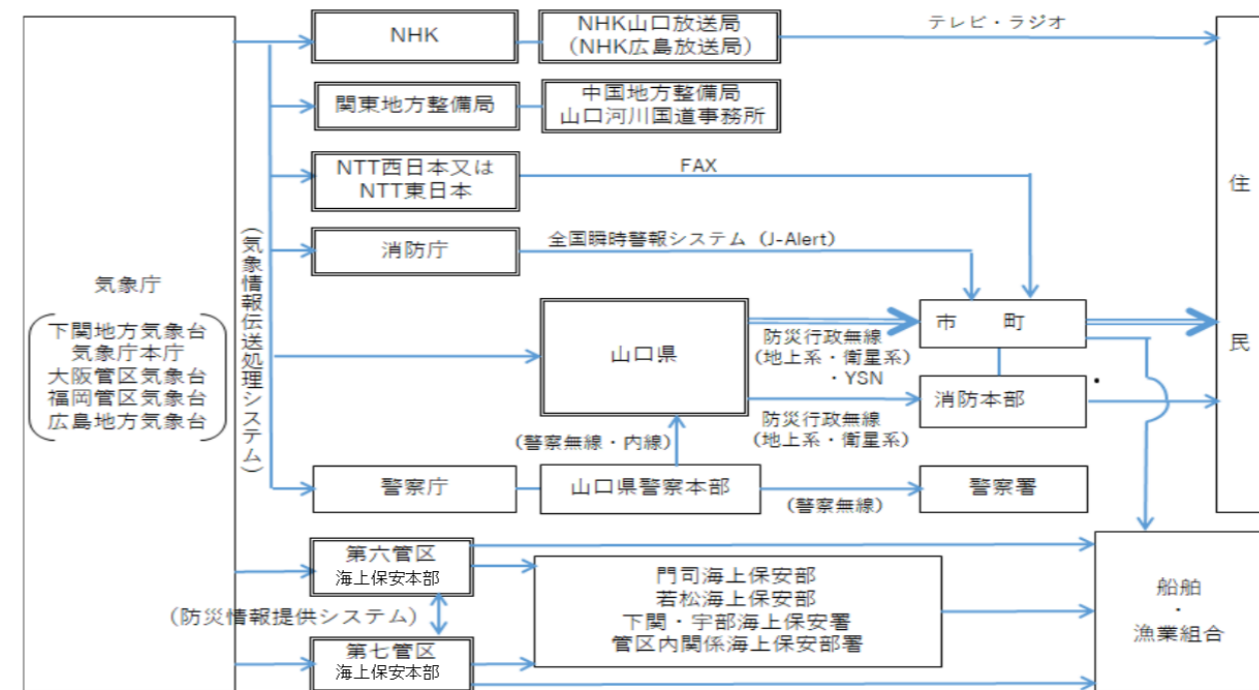 NHK
NHK山口放送局
（NHK広島放送局）
テレビ・ラジオ
関東地方整備局
中国地方整備局
山口河川国道事務所
NTT西日本又は
NTT東日本
FAX
消防庁
全国瞬時警報システム（J-Alert）
住民
気象庁
下関地方気象台
気象庁本庁
大阪管区気象台
福岡管区気象台
広島地方気象台
（気象情報伝送処理システム）
山口県
防災行政無線
（地上系・衛星系）
・YSN
市 町
消防本部
防災行政無線
（地上系・衛星系）
（警察無線・内線）
警察庁
山口県警察本部
（警察無線）
警察署
第六管区
海上保安本部
（防災情報提供システム）
第七管区
海上保安本部
門司海上保安部
若松海上保安部
下関・宇部海上保安署
管区内関係海上保安部署
船舶
・
漁業組合